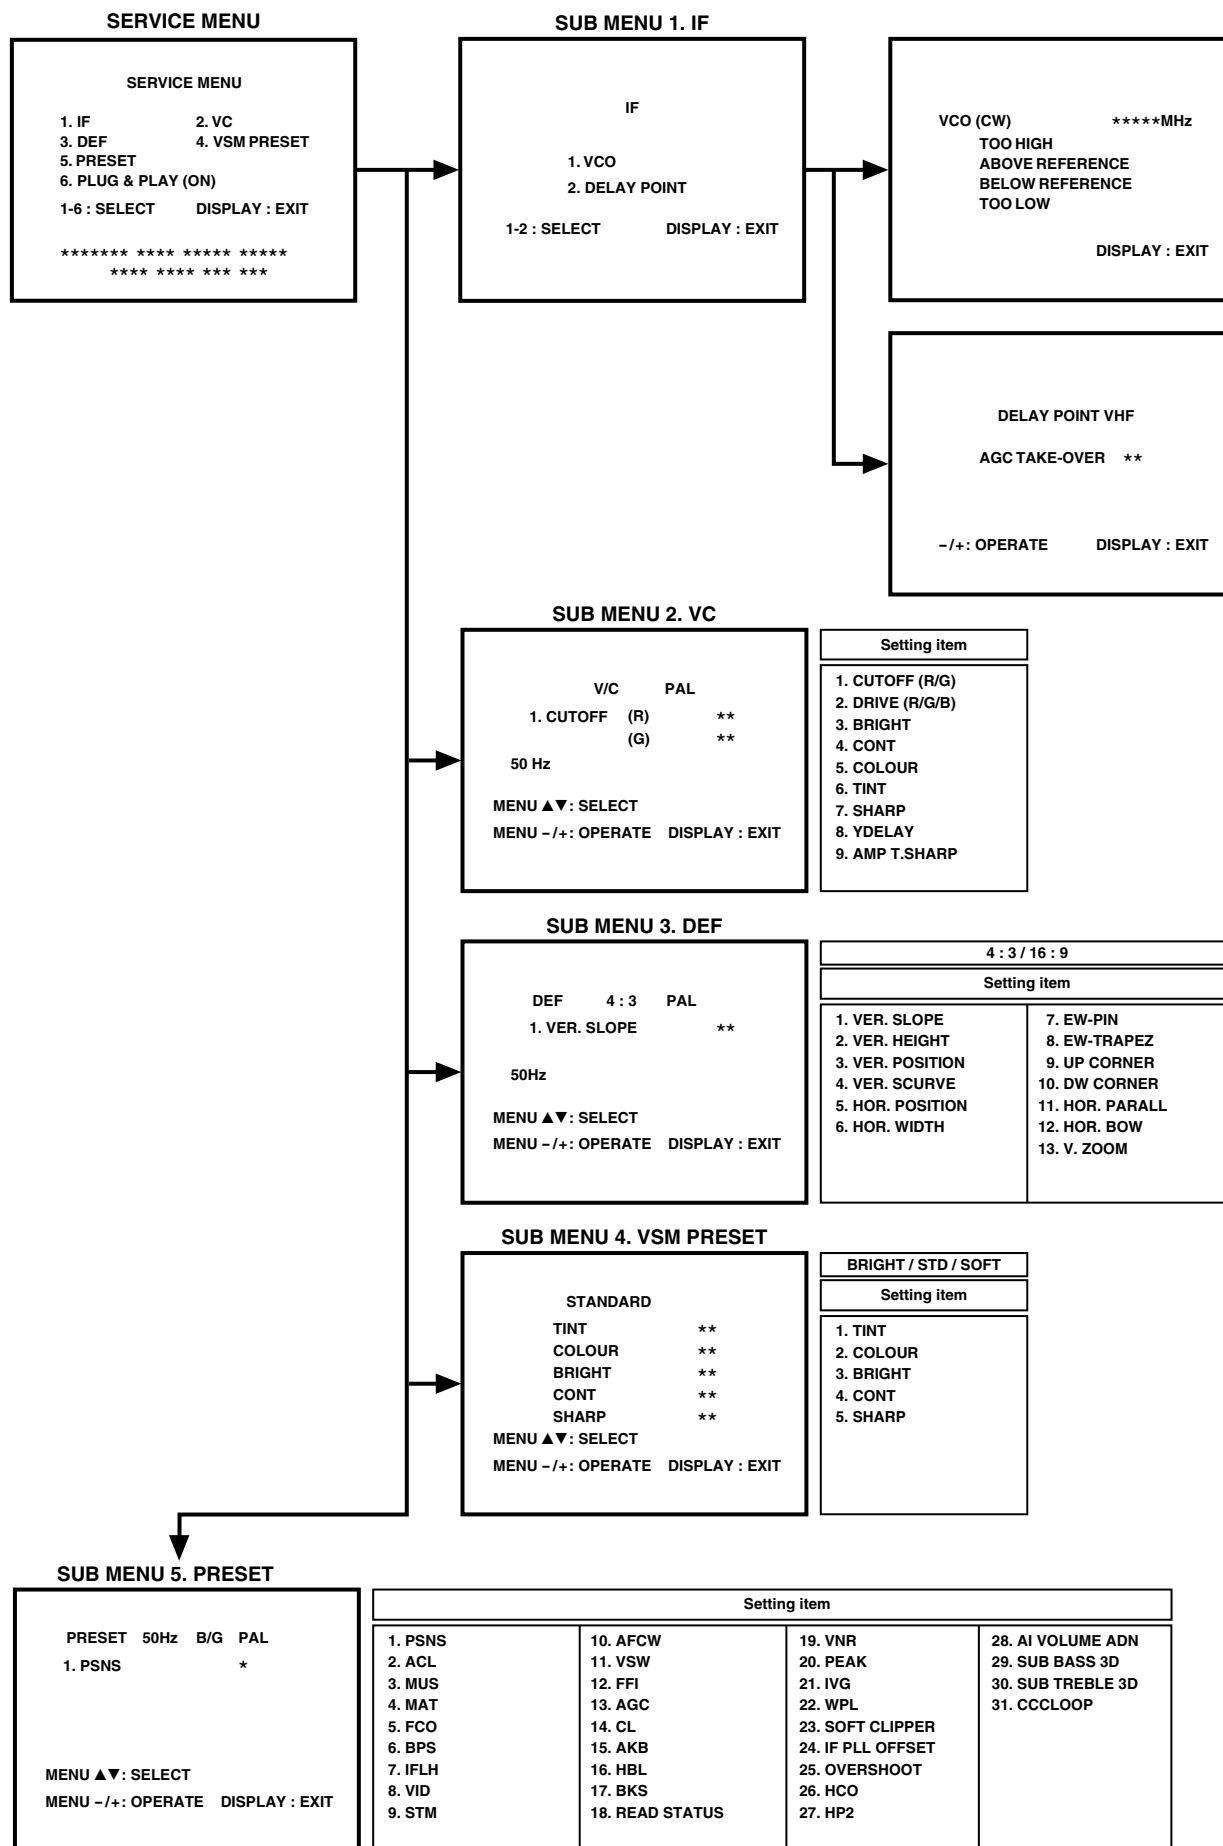 SERVICE MENU
SERVICE MENU
1. IF 2. VC
3. DEF 4. VSM PRESET
5. PRESET
6. PLUG & PLAY (ON)
1-6 : SELECT DISPLAY : EXIT
******* **** ***** *****
**** **** *** ***
SUB MENU 1. IF
IF
1. VCO
2. DELAY POINT
1-2 : SELECT DISPLAY : EXIT
VCO (CW) *****MHz
TOO HIGH
ABOVE REFERENCE
BELOW REFERENCE
TOO LOW
DISPLAY : EXIT
DELAY POINT VHF
AGC TAKE-OVER **
–/+: OPERATE DISPLAY : EXIT
SUB MENU 2. VC
V/C PAL
1. CUTOFF (R) **
(G) **
50 Hz
MENU ▲▼: SELECT
MENU –/+: OPERATE DISPLAY : EXIT
Setting item
1. CUTOFF (R/G)
2. DRIVE (R/G/B)
3. BRIGHT
4. CONT
5. COLOUR
6. TINT
7. SHARP
8. YDELAY
9. AMP T.SHARP
SUB MENU 3. DEF
DEF 4 : 3 PAL
1. VER. SLOPE **
50Hz
MENU ▲▼: SELECT
MENU –/+: OPERATE DISPLAY : EXIT
4 : 3 / 16 : 9
Setting item
1. VER. SLOPE
2. VER. HEIGHT
3. VER. POSITION
4. VER. SCURVE
5. HOR. POSITION
6. HOR. WIDTH
7. EW-PIN
8. EW-TRAPEZ
9. UP CORNER
10. DW CORNER
11. HOR. PARALL
12. HOR. BOW
13. V. ZOOM
SUB MENU 4. VSM PRESET
STANDARD
TINT **
COLOUR **
BRIGHT **
CONT **
SHARP **
MENU ▲▼: SELECT
MENU –/+: OPERATE DISPLAY : EXIT
BRIGHT / STD / SOFT
Setting item
1. TINT
2. COLOUR
3. BRIGHT
4. CONT
5. SHARP
SUB MENU 5. PRESET
PRESET 50Hz B/G PAL
1. PSNS *
MENU ▲▼: SELECT
MENU –/+: OPERATE DISPLAY : EXIT
Setting item
1. PSNS
2. ACL
3. MUS
4. MAT
5. FCO
6. BPS
7. IFLH
8. VID
9. STM
10. AFCW
11. VSW
12. FFI
13. AGC
14. CL
15. AKB
16. HBL
17. BKS
18. READ STATUS
19. VNR
20. PEAK
21. IVG
22. WPL
23. SOFT CLIPPER
24. IF PLL OFFSET
25. OVERSHOOT
26. HCO
27. HP2
28. AI VOLUME ADN
29. SUB BASS 3D
30. SUB TREBLE 3D
31. CCCLOOP